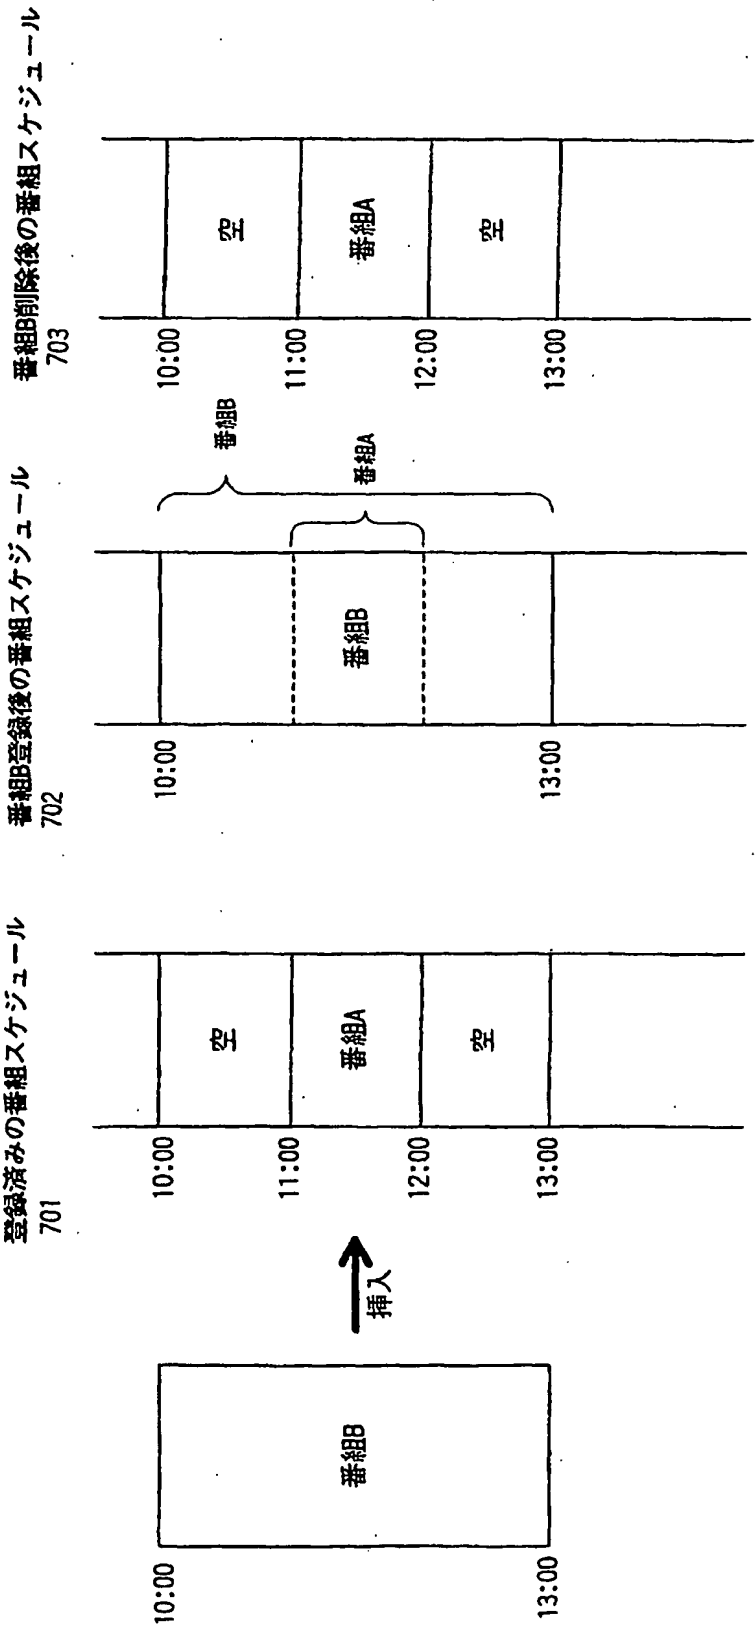 10:00
番組B
13:00
挿入
登録済みの番組スケジュール
701
10:00
空
11:00
番組A
12:00
空
13:00
番組B登録後の番組スケジュール
702
10:00
番組B
13:00
番組A
番組B
番組B削除後の番組スケジュール
703
10:00
空
11:00
番組A
12:00
空
13:00